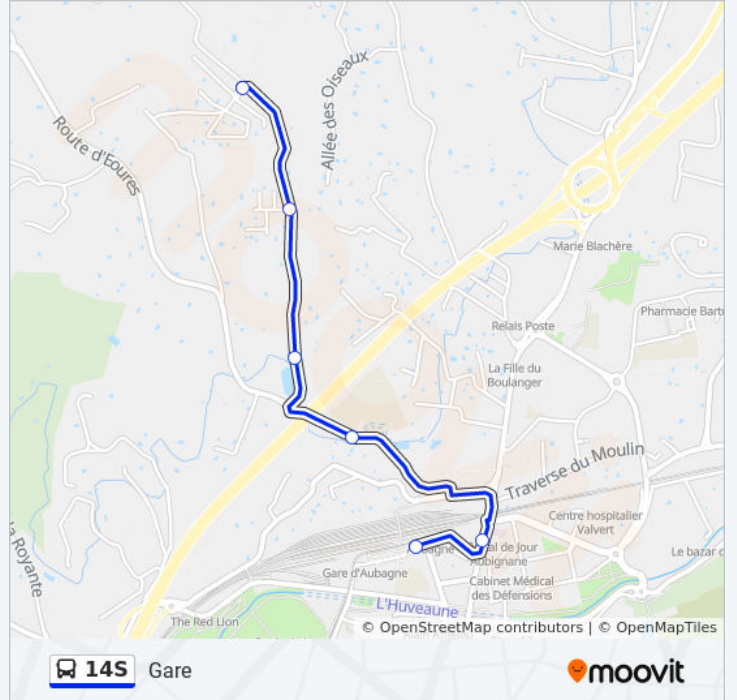 Allée des Oiseaux
Route d'Eoures
Marie Blachère
Pharmacie Bart
Relais Poste
La Fille du
Boulanger
Traverse du Moulin
Centre hospitalier
Valvert
al de Jour
Aubignane
Le bazar
la Royante
Gare d'Aubagne
Cabinet Médical
des Défensions
L'Huveaune
The Red Lion
© OpenStreetMap contributors | © OpenMapTiles
14S Gare
moovit